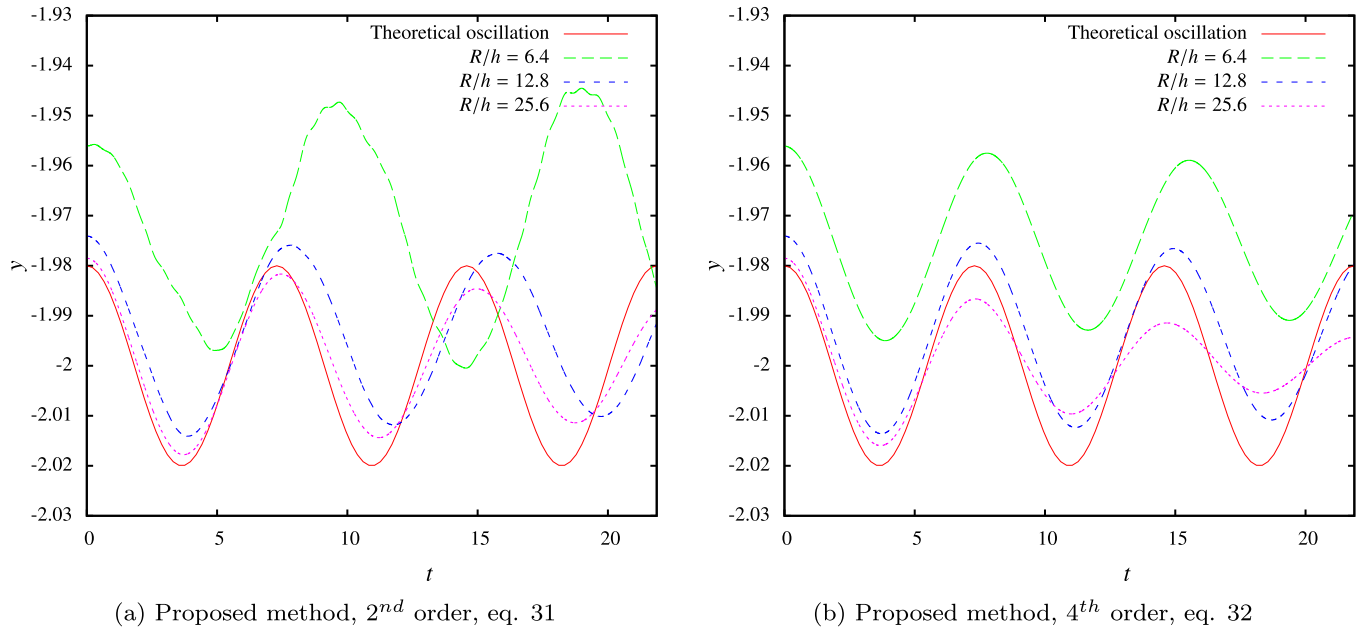 -1.93
-1.94
-1.95
-1.96
-1.97
-1.98
-1.99
-2
-2.01
-2.02
-2.03
y
0 5 10 15 20
t
Theoretical oscillation
R/h = 6.4
R/h = 12.8
R/h = 25.6
(a) Proposed method, 2nd order, eq. 31
-1.93
-1.94
-1.95
-1.96
-1.97
-1.98
-1.99
-2
-2.01
-2.02
-2.03
y
0 5 10 15 20
t
Theoretical oscillation
R/h = 6.4
R/h = 12.8
R/h = 25.6
(b) Proposed method, 4th order, eq. 32